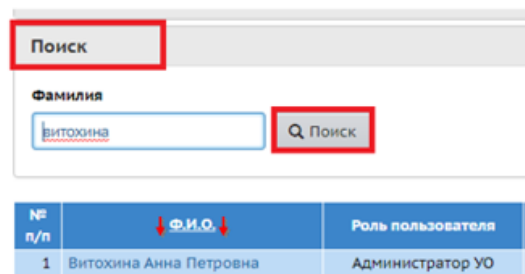 Поиск
Фамилия
витохина Поиск
№ п/п Ф.И.О. Роль пользователя
1 Витохина Анна Петровна Администратор УО